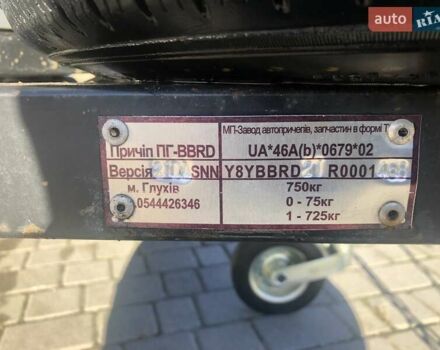 auto RIA
МП-Завод автопричепів, запчастин в формі Т
Причіп ПГ-BBRD UA*46А(b)*0679*02
Версія SNN Y8YBBRD R0001
м. Глухів 750кг
0544426346 0 - 75кг
1 - 725кг